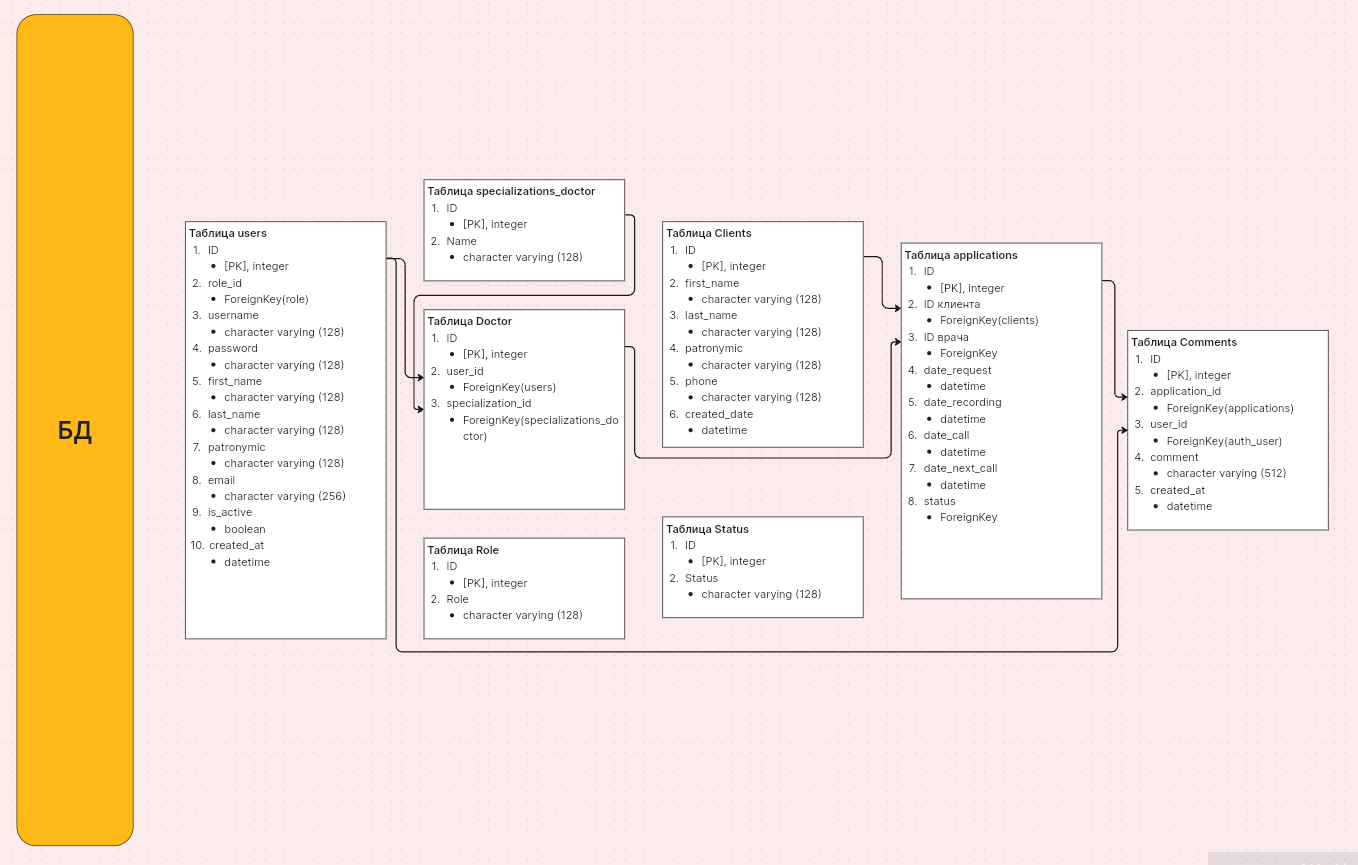 БД
Таблица users
1. ID
• [PK], integer
2. role_id
• ForeignKey(role)
3. username
• character varying (128)
4. password
• character varying (128)
5. first_name
• character varying (128)
6. last_name
• character varying (128)
7. patronymic
• character varying (128)
8. email
• character varying (256)
9. is_active
• boolean
10. created_at
• datetime
Таблица specializations_doctor
1. ID
• [PK], integer
2. Name
• character varying (128)
Таблица Doctor
1. ID
• [PK], integer
2. user_id
• ForeignKey(users)
3. specialization_id
• ForeignKey(specializations_do
ctor)
Таблица Role
1. ID
• [PK], integer
2. Role
• character varying (128)
Таблица Clients
1. ID
• [PK], integer
2. first_name
• character varying (128)
3. last_name
• character varying (128)
4. patronymic
• character varying (128)
5. phone
• character varying (128)
6. created_date
• datetime
Таблица Status
1. ID
• [PK], integer
2. Status
• character varying (128)
Таблица applications
1. ID
• [PK], integer
2. ID клиента
• ForeignKey(clients)
3. ID врача
• ForeignKey
4. date_request
• datetime
5. date_recording
• datetime
6. date_call
• datetime
7. date_next_call
• datetime
8. status
• ForeignKey
Таблица Comments
1. ID
• [PK], integer
2. application_id
• ForeignKey(applications)
3. user_id
• ForeignKey(auth_user)
4. comment
• character varying (512)
5. created_at
• datetime